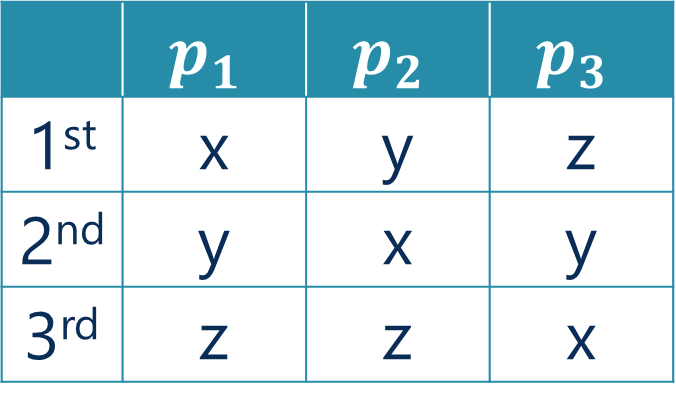 p₁ p₂ p₃
1ˢᵗ x y z
2ⁿᵈ y x y
3ʳᵈ z z x